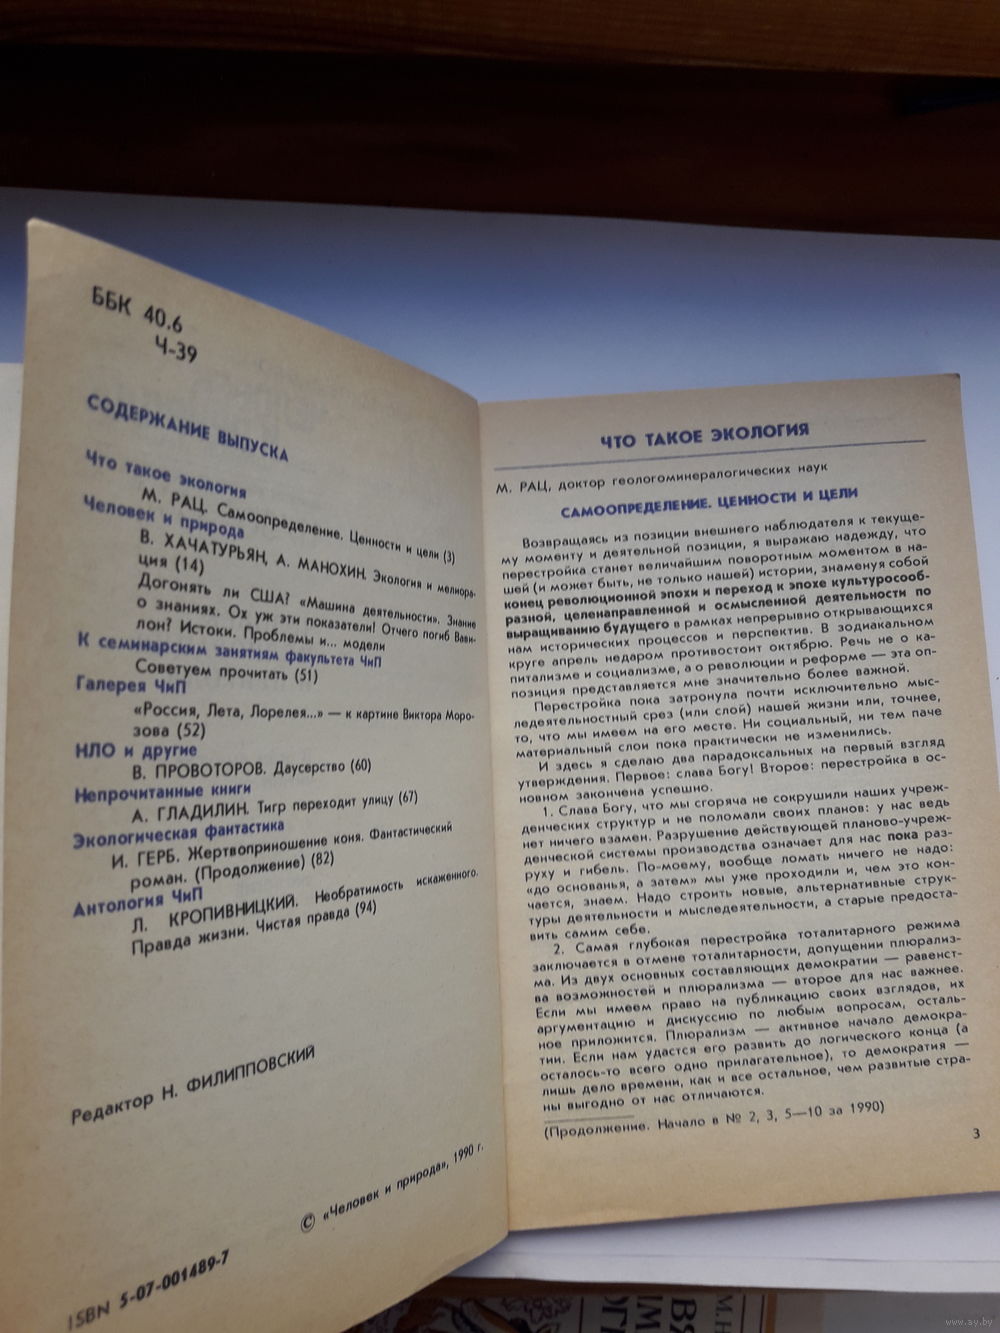 ББК 40.6
Ч-39
СОДЕРЖАНИЕ ВЫПУСКА
Что такое экология
М. РАЦ. Самоопределение. Ценности и цели (3)
Человек и природа
В. ХАЧАТУРЬЯН, А. МАНОХИН. Экология и мелиора-
ция (14)
Догонять ли США? «Машина деятельности». Знание
о знаниях. Ох уж эти показатели! Отчего погиб Вави-
лон? Истоки. Проблемы и... модели
К семинарским занятиям факультета ЧиП
Советуем прочитать (51)
Галерея ЧиП
«Россия, Лета, Лорелея...» — к картине Виктора Моро-
зова (52)
НЛО и другие
В. ПРОВОТОРОВ. Даусерство (60)
Непрочитанные книги
А. ГЛАДИЛИН. Тигр переходит улицу (67)
Экологическая фантастика
И. ГЕРБ. Жертвоприношение коня. Фантастический
роман. (Продолжение) (82)
Антология ЧиП
Л. КРОПИВНИЦКИЙ. Необратимость искаженного.
Правда жизни. Чистая правда (94)
Редактор Н. ФИЛИППОВСКИЙ
© «Человек и природа», 1990 г.
ISBN 5-07-001489-7
ЧТО ТАКОЕ ЭКОЛОГИЯ
М. РАЦ, доктор геологоминералогических наук
САМООПРЕДЕЛЕНИЕ. ЦЕННОСТИ И ЦЕЛИ
Возвращаясь из позиции внешнего наблюдателя к текуще-
му моменту и деятельной позиции, я выражаю надежду, что
перестройка станет величайшим поворотным моментом в на-
шей (и может быть, не только нашей) истории, знаменуя собой
конец революционной эпохи и переход к эпохе культуросооб-
разной, целенаправленной и осмысленной деятельности по
выращиванию будущего в рамках непрерывно открывающихся
нам исторических процессов и перспектив. В зодиакальном
круге апрель недаром противостоит октябрю. Речь не о ка-
питализме и социализме, а о революции и реформе — эта оп-
позиция представляется мне значительно более важной.
Перестройка пока затронула почти исключительно мыс-
ледеятельностный срез (или слой) нашей жизни или, точнее,
то, что мы имеем на его месте. Ни социальный, ни тем паче
материальный слои пока практически не изменились.
И здесь я сделаю два парадоксальных на первый взгляд
утверждения. Первое: слава Богу! Второе: перестройка в ос-
новном закончена успешно.
1. Слава Богу, что мы сгоряча не сокрушили наших учреж-
денческих структур и не поломали своих планов: у нас ведь
нет ничего взамен. Разрушение действующей планово-учреж-
денческой системы производства означает для нас пока раз-
руху и гибель. По-моему, вообще ломать ничего не надо:
«до основанья, а затем» мы уже проходили и, чем это кон-
чается, знаем. Надо строить новые, альтернативные струк-
туры деятельности и мыследеятельности, а старые предоста-
вить самим себе.
2. Самая глубокая перестройка тоталитарного режима
заключается в отмене тоталитарности, допущении плюрализ-
ма. Из двух основных составляющих демократии — равенст-
ва возможностей и плюрализма — второе для нас важнее.
Если мы имеем право на публикацию своих взглядов, их
аргументацию и дискуссию по любым вопросам, осталь-
ное приложится. Плюрализм — активное начало демокра-
тии. Если нам удастся его развить до логического конца (а
осталось-то всего одно прилагательное), то демократия —
лишь дело времени, как и все остальное, чем развитые стра-
ны выгодно от нас отличаются.
(Продолжение. Начало в № 2, 3, 5—10 за 1990)
3
www.ay.by